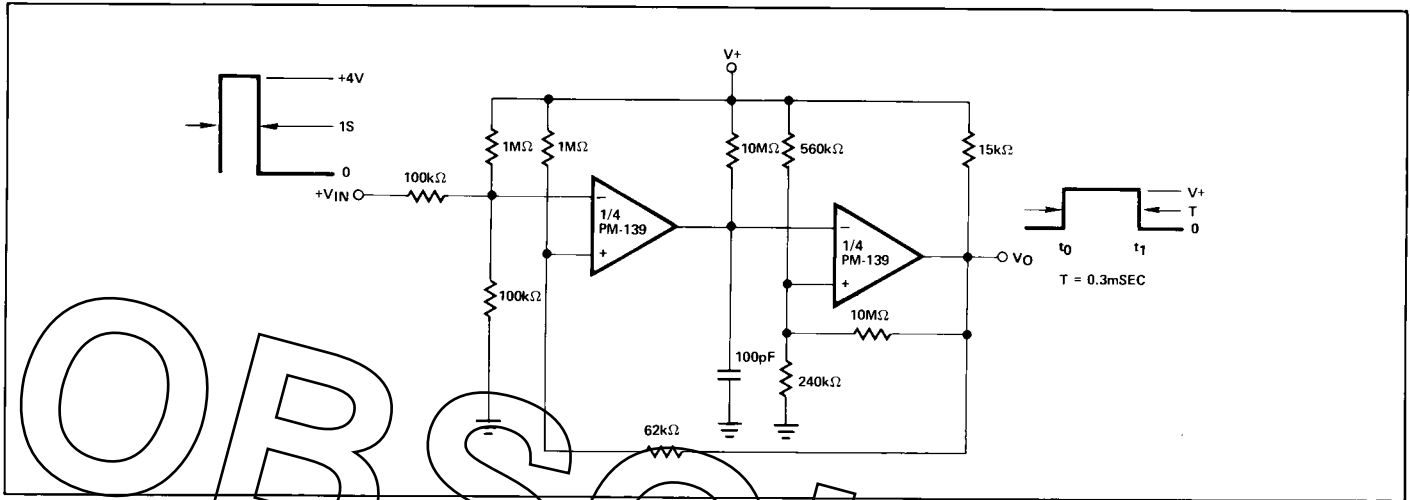 V+
+4V
1S
0
+VIN
100kΩ
1MΩ
1MΩ
10MΩ
560kΩ
15kΩ
−
1/4
PM-139
+
100kΩ
−
1/4
PM-139
+
VO
V+
T
0
t0
t1
T = 0.3mSEC
10MΩ
100pF
240kΩ
62kΩ